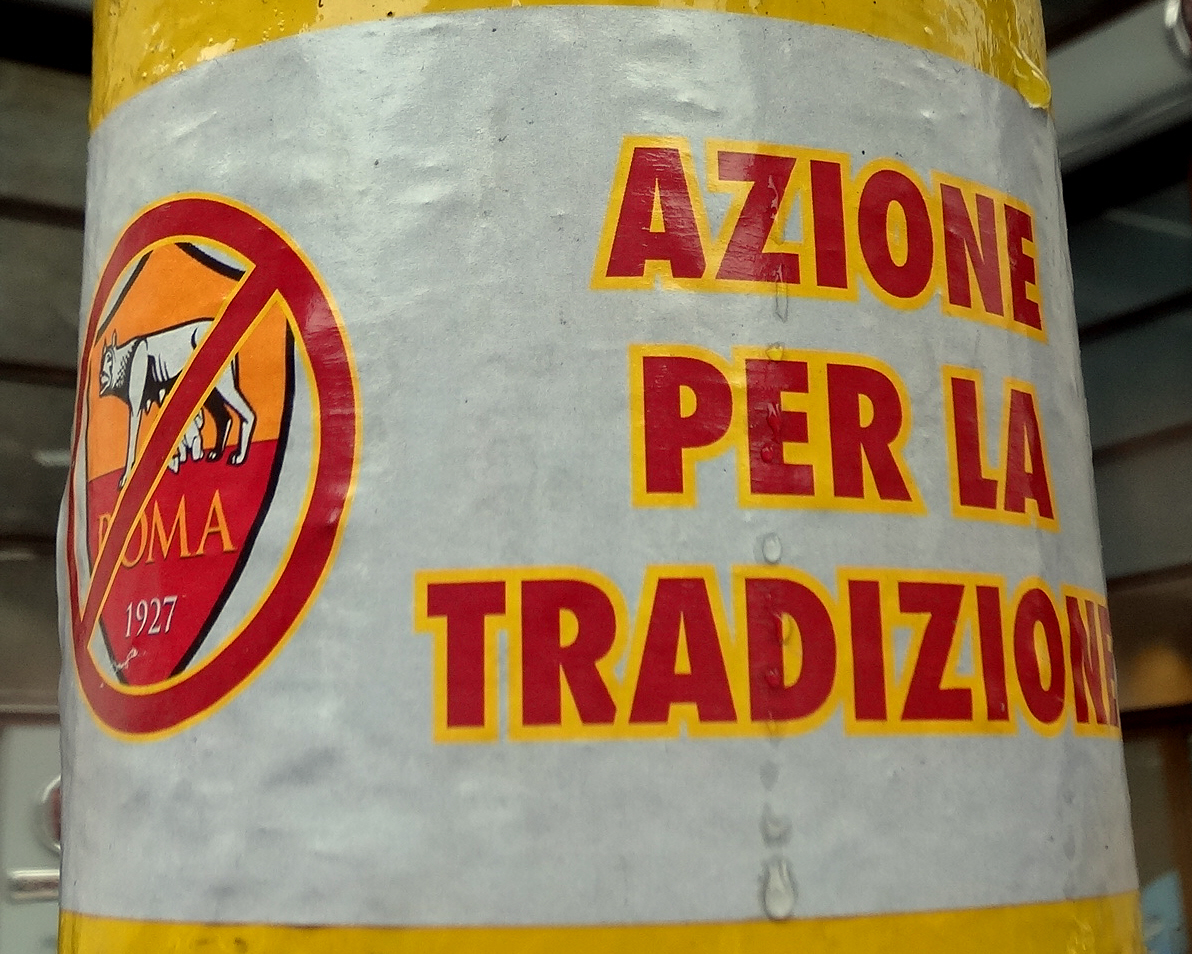 AZIONE
PER LA
TRADIZIONE
ROMA
1927